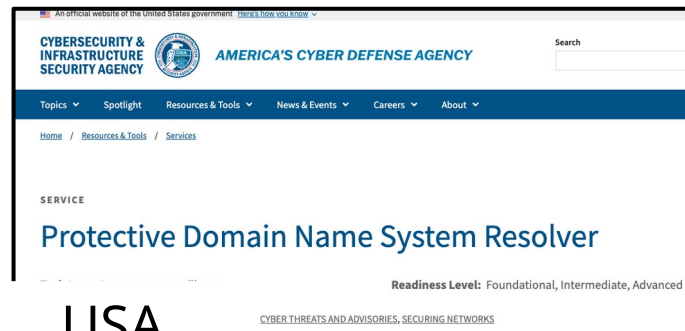 An official website of the United States government Here's how you know
CYBERSECURITY &
INFRASTRUCTURE
SECURITY AGENCY
AMERICA'S CYBER DEFENSE AGENCY
Search
Topics Spotlight Resources & Tools News & Events Careers About
Home / Resources & Tools / Services
SERVICE
Protective Domain Name System Resolver
Readiness Level: Foundational, Intermediate, Advanced
USA
CYBER THREATS AND ADVISORIES, SECURING NETWORKS